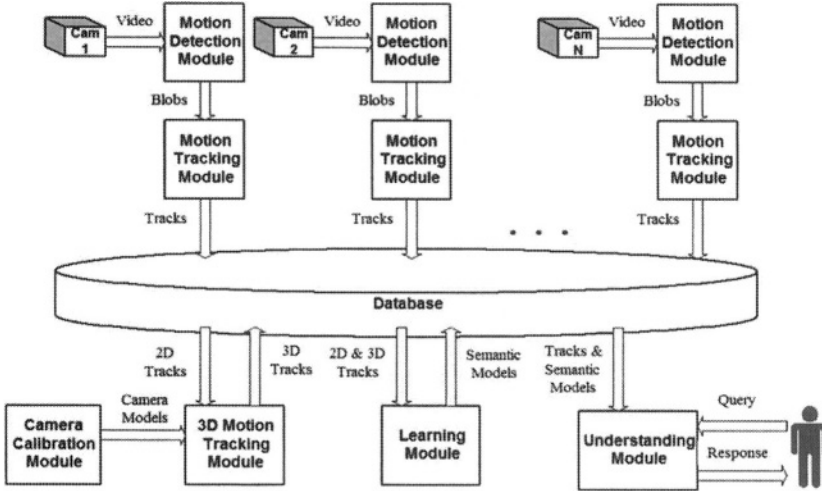 Cam 1
Video
Motion Detection Module
Cam 2
Video
Motion Detection Module
Cam N
Video
Motion Detection Module
Blobs
Blobs
Blobs
Motion Tracking Module
Motion Tracking Module
Motion Tracking Module
Tracks
Tracks
. . .
Tracks
Database
2D Tracks
3D Tracks
2D & 3D Tracks
Semantic Models
Tracks & Semantic Models
Camera Calibration Module
Camera Models
3D Motion Tracking Module
Learning Module
Understanding Module
Query
Response